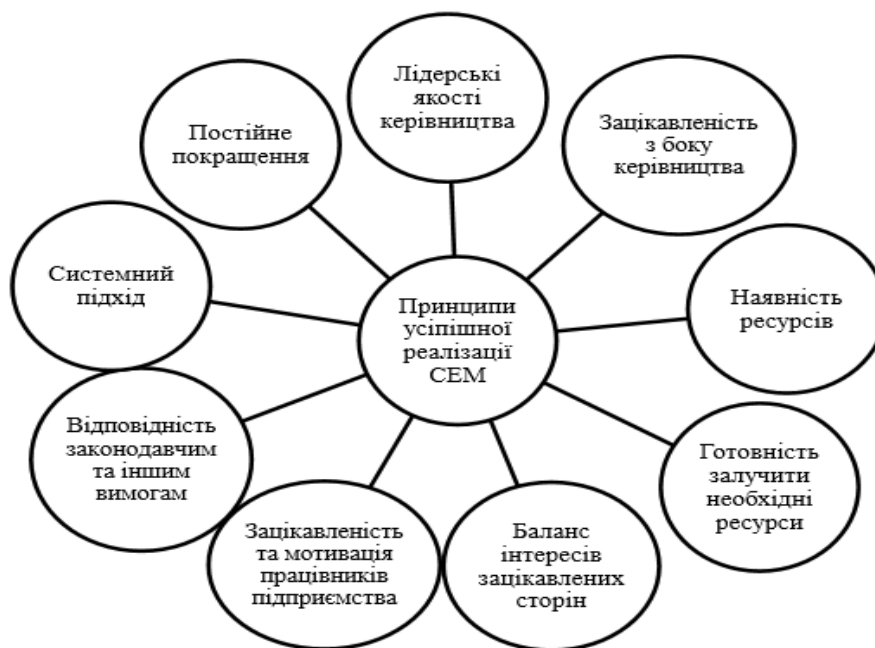 Лідерські
якості
керівництва
Зацікавленість
з боку
керівництва
Наявність
ресурсів
Готовність
залучити
необхідні
ресурси
Баланс
інтересів
зацікавлених
сторін
Зацікавленість
та мотивація
працівників
підприємства
Відповідність
законодавчим
та іншим
вимогам
Системний
підхід
Постійне
покращення
Принципи
усіпішної
реалізації
СЕМ